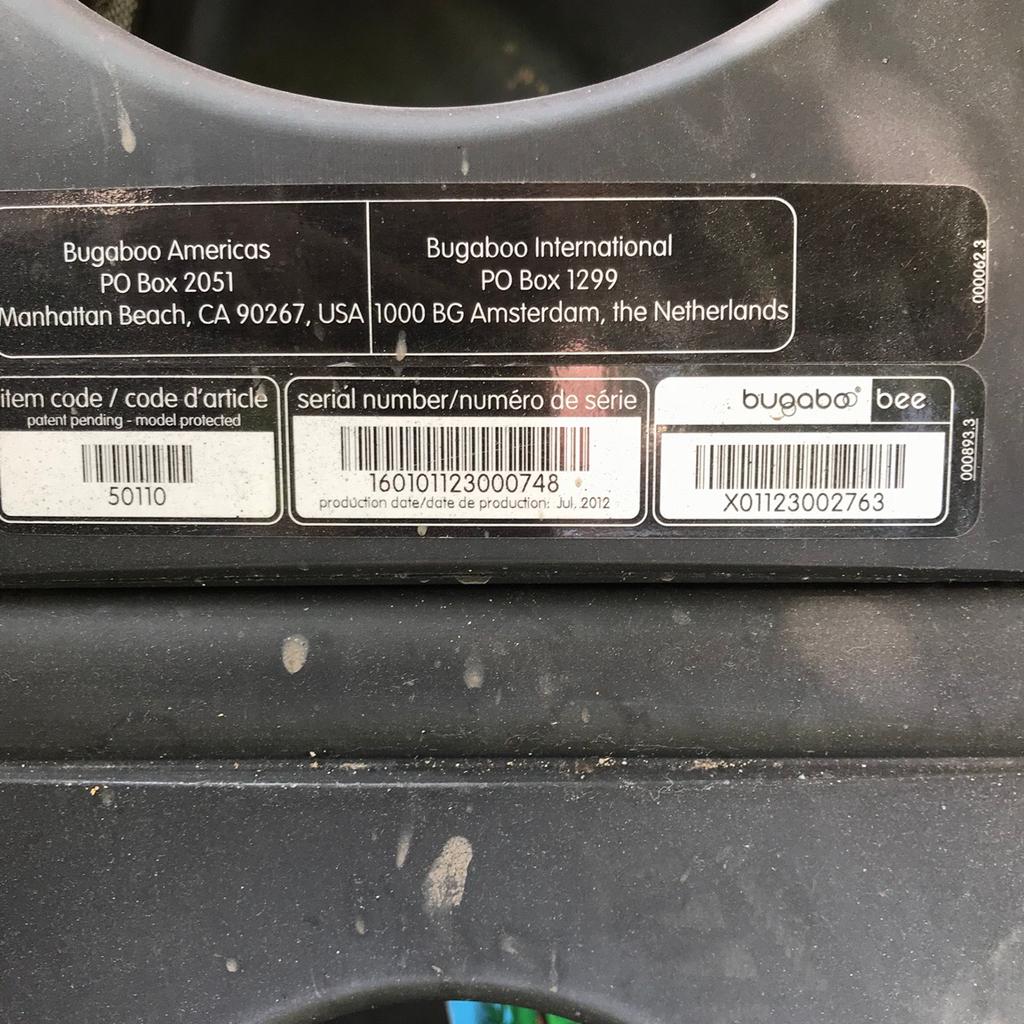 Bugaboo Americas
PO Box 2051
Manhattan Beach, CA 90267, USA
Bugaboo International
PO Box 1299
1000 BG Amsterdam, the Netherlands
000062.3
item code / code d'article
patent pending - model protected
50110
serial number/numéro de série
160101123000748
production date/date de production: Jul, 2012
bugaboo® bee
X01123002763
000893.3